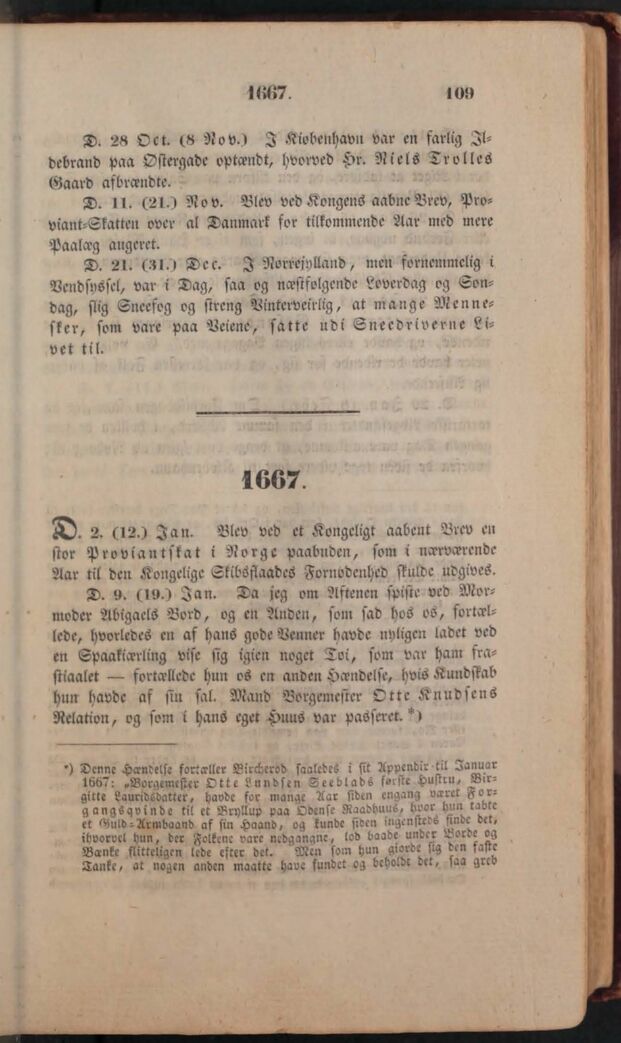 1667. 109
D. 28 Oct. (8 Nov.) I Kiøbenhavn var en farlig Il-
debrand paa Østergade optændt, hvorved Hr. Niels Trolles
Gaard afbrændte.
D. 11. (21.) Nov. Blev ved Kongens aabne Brev, Pro-
viant-Skatten over al Danmark for tilkommende Aar med mere
Paalæg angeret.
D. 21. (31.) Dec. I Nørrejylland, men fornemmelig i
Vendsyssel, var i Dag, saa og næstfølgende Løverdag og Søn-
dag, slig Sneefog og streng Vinterveirlig, at mange Menne-
sker, som vare paa Veiene, satte udi Sneedriverne Li-
vet til.
1667.
D. 2. (12.) Jan. Blev ved et Kongeligt aabent Brev en
stor Proviantskat i Norge paabuden, som i nærværende
Aar til den Kongelige Skibsflaades Fornødenhed skulde udgives.
D. 9. (19.) Jan. Da jeg om Aftenen spiste ved Mor-
moder Abigaels Bord, og en Anden, som sad hos os, fortæl-
lede, hvorledes en af hans gode Venner havde nyligen ladet ved
en Spaakiærling vise sig igien noget Tøi, som var ham fra-
stiaalet — fortællede hun os en anden Hændelse, hvis Kundskab
hun havde af sin sal. Mand Borgemester Otte Knudsens
Relation, og som i hans eget Huus var passeret. *)
*) Denne Hændelse fortæller Bircherod saaledes i sit Appendix til Januar
1667: „Borgemester Otte Lundsen Seeblads første Hustru, Bir-
gitte Lauridsdatter, havde for mange Aar siden engang været For-
gangsqvinde til et Bryllup paa Odense Raadhuus, hvor hun tabte
et Guld-Armbaand af sin Haand, og kunde siden ingensteds finde det,
ihvorvel hun, der Folkene vare nedgangne, lod baade under Borde og
Bænke flitteligen lede efter det. Men som hun giorde sig den faste
Tanke, at nogen anden maatte have fundet og beholdt det, saa greb